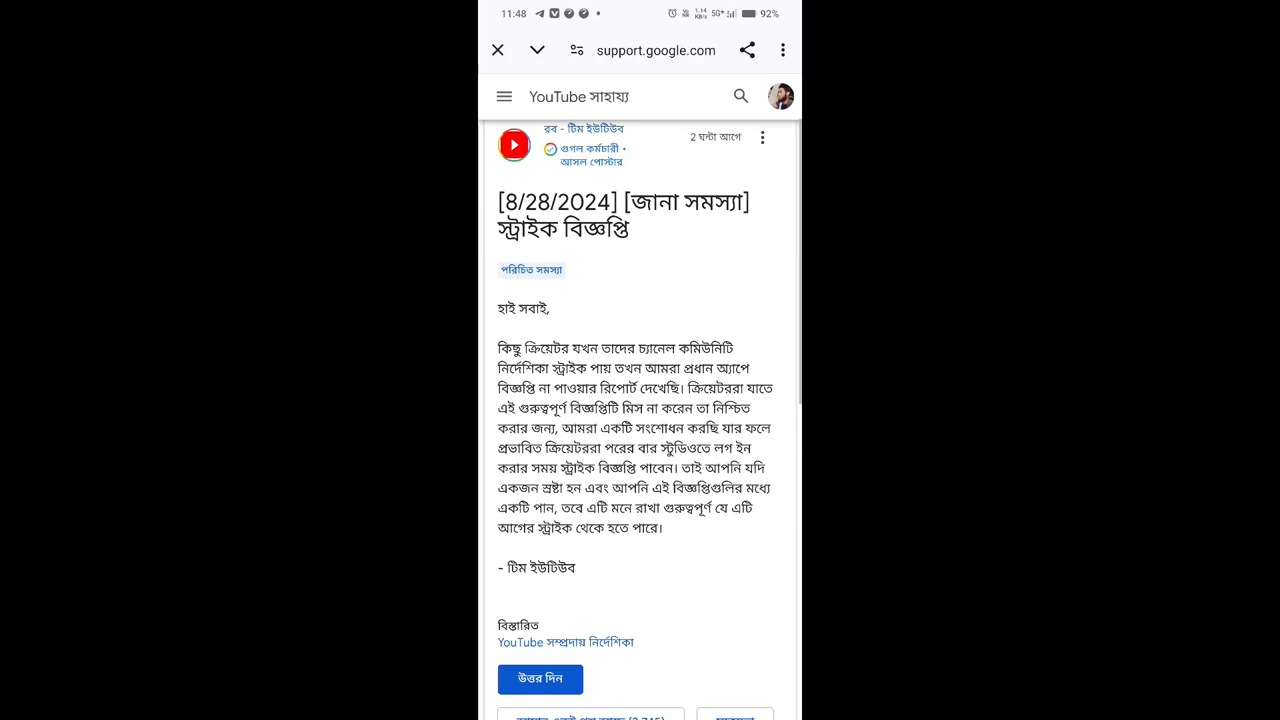 11:48
1.14 KB/s 5G+ 92%
support.google.com
YouTube সাহায্য
রব - টিম ইউটিউব
2 ঘন্টা আগে
গুগল কর্মচারী •
আসল পোস্টার
[8/28/2024] [জানা সমস্যা]
স্ট্রাইক বিজ্ঞপ্তি
পরিচিত সমস্যা
হাই সবাই,
কিছু ক্রিয়েটর যখন তাদের চ্যানেল কমিউনিটি
নির্দেশিকা স্ট্রাইক পায় তখন আমরা প্রধান অ্যাপে
বিজ্ঞপ্তি না পাওয়ার রিপোর্ট দেখেছি। ক্রিয়েটররা যাতে
এই গুরুত্বপূর্ণ বিজ্ঞপ্তিটি মিস না করেন তা নিশ্চিত
করার জন্য, আমরা একটি সংশোধন করছি যার ফলে
প্রভাবিত ক্রিয়েটররা পরের বার স্টুডিওতে লগ ইন
করার সময় স্ট্রাইক বিজ্ঞপ্তি পাবেন। তাই আপনি যদি
একজন স্রষ্টা হন এবং আপনি এই বিজ্ঞপ্তিগুলির মধ্যে
একটি পান, তবে এটি মনে রাখা গুরুত্বপূর্ণ যে এটি
আগের স্ট্রাইক থেকে হতে পারে।
- টিম ইউটিউব
বিস্তারিত
YouTube সম্প্রদায় নির্দেশিকা
উত্তর দিন